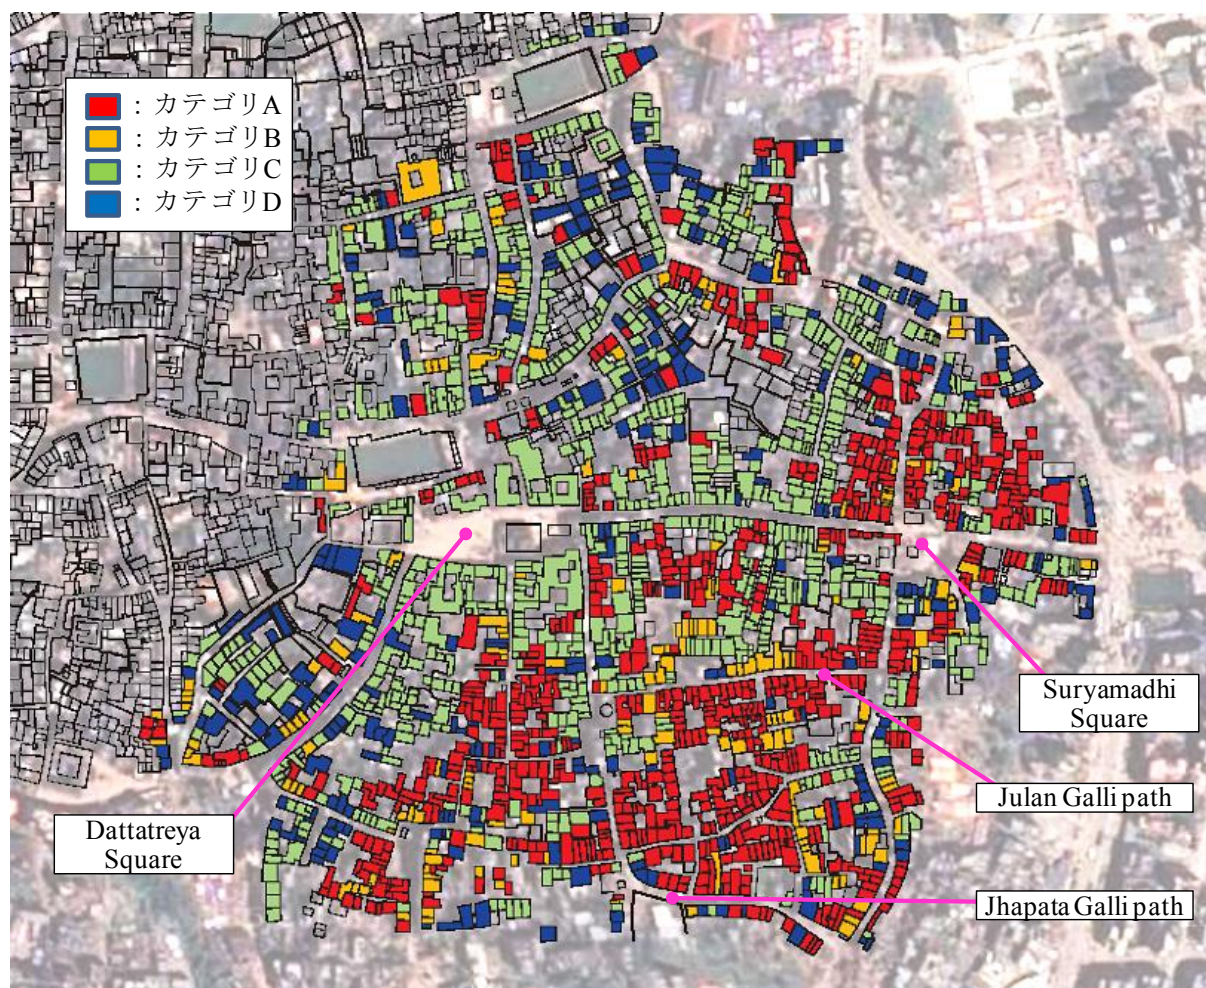 : カテゴリA
: カテゴリB
: カテゴリC
: カテゴリD
Suryamadhi
Square
Julan Galli path
Dattatreya
Square
Jhapata Galli path